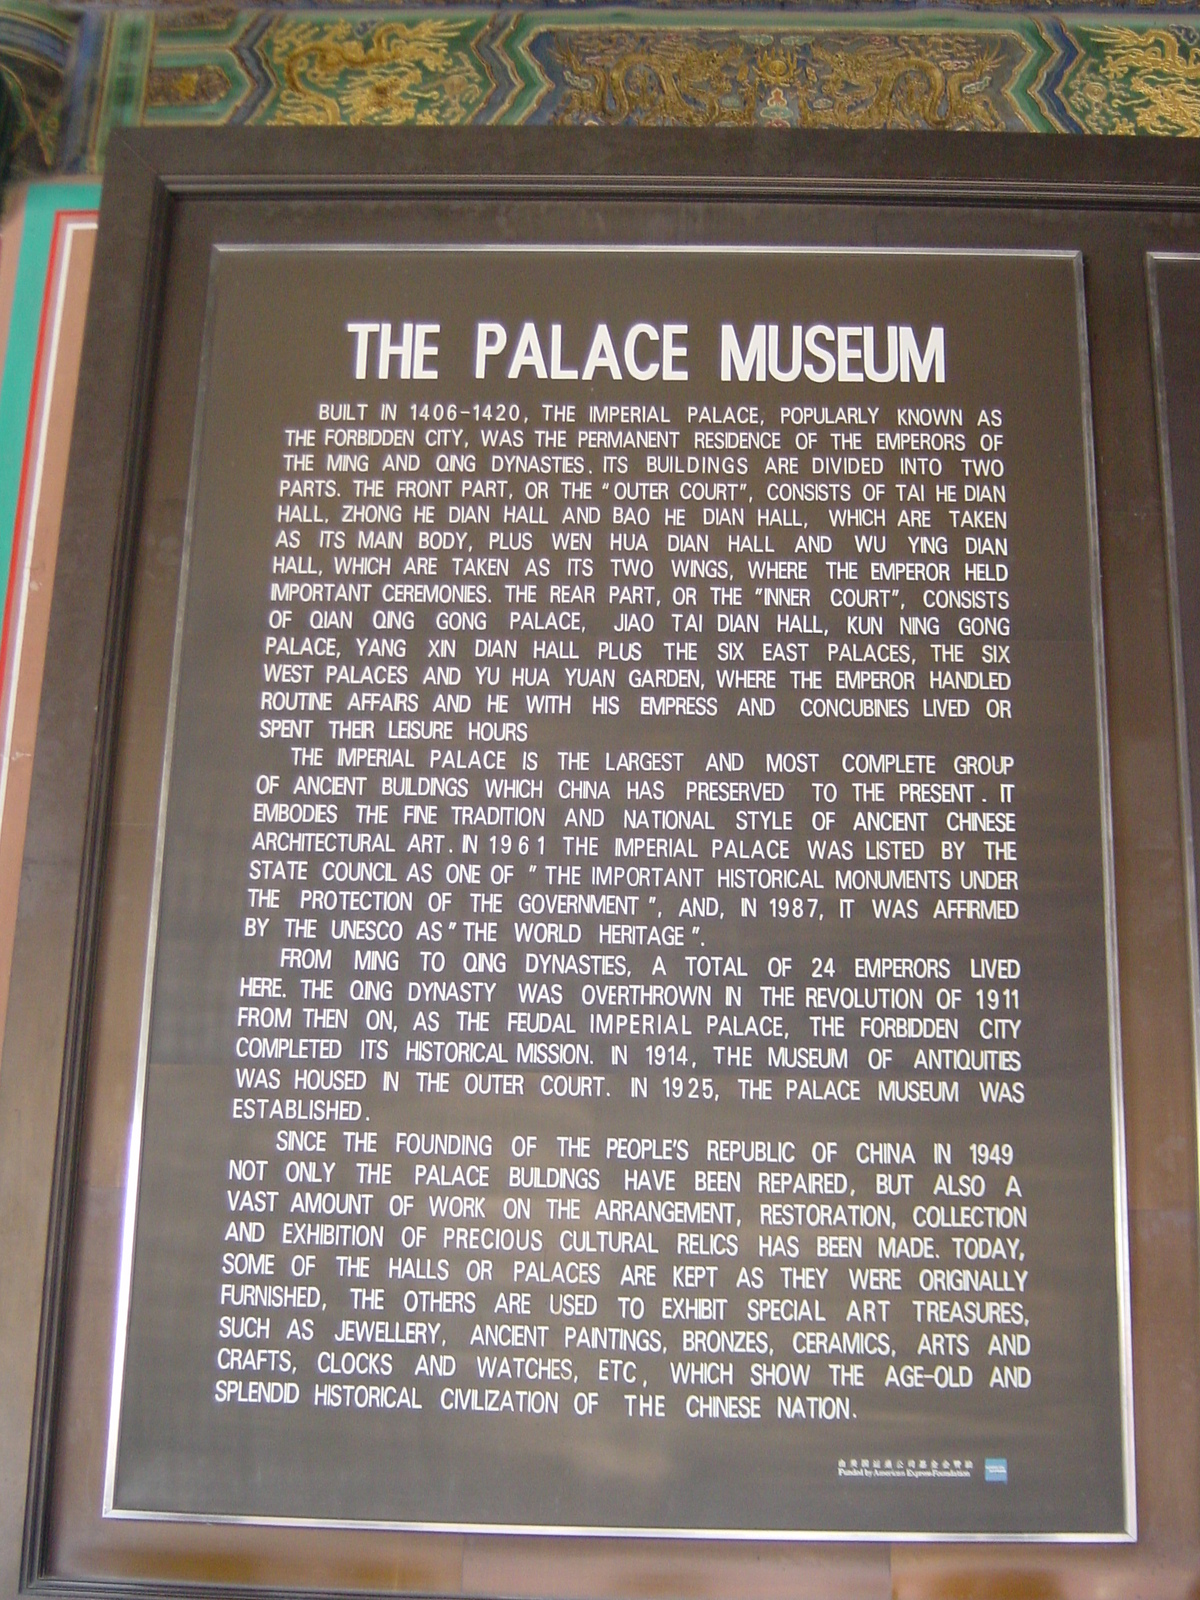 THE PALACE MUSEUM
BUILT IN 1406-1420, THE IMPERIAL PALACE, POPULARLY KNOWN AS
THE FORBIDDEN CITY, WAS THE PERMANENT RESIDENCE OF THE EMPERORS OF
THE MING AND QING DYNASTIES. ITS BUILDINGS ARE DIVIDED INTO TWO
PARTS. THE FRONT PART, OR THE "OUTER COURT", CONSISTS OF TAI HE DIAN
HALL, ZHONG HE DIAN HALL AND BAO HE DIAN HALL, WHICH ARE TAKEN
AS ITS MAIN BODY, PLUS WEN HUA DIAN HALL AND WU YING DIAN
HALL, WHICH ARE TAKEN AS ITS TWO WINGS, WHERE THE EMPEROR HELD
IMPORTANT CEREMONIES. THE REAR PART, OR THE "INNER COURT", CONSISTS
OF QIAN QING GONG PALACE, JIAO TAI DIAN HALL, KUN NING GONG
PALACE, YANG XIN DIAN HALL PLUS THE SIX EAST PALACES, THE SIX
WEST PALACES AND YU HUA YUAN GARDEN, WHERE THE EMPEROR HANDLED
ROUTINE AFFAIRS AND HE WITH HIS EMPRESS AND CONCUBINES LIVED OR
SPENT THEIR LEISURE HOURS
THE IMPERIAL PALACE IS THE LARGEST AND MOST COMPLETE GROUP
OF ANCIENT BUILDINGS WHICH CHINA HAS PRESERVED TO THE PRESENT. IT
EMBODIES THE FINE TRADITION AND NATIONAL STYLE OF ANCIENT CHINESE
ARCHITECTURAL ART. IN 1961 THE IMPERIAL PALACE WAS LISTED BY THE
STATE COUNCIL AS ONE OF "THE IMPORTANT HISTORICAL MONUMENTS UNDER
THE PROTECTION OF THE GOVERNMENT", AND, IN 1987, IT WAS AFFIRMED
BY THE UNESCO AS "THE WORLD HERITAGE".
FROM MING TO QING DYNASTIES, A TOTAL OF 24 EMPERORS LIVED
HERE. THE QING DYNASTY WAS OVERTHROWN IN THE REVOLUTION OF 1911
FROM THEN ON, AS THE FEUDAL IMPERIAL PALACE, THE FORBIDDEN CITY
COMPLETED ITS HISTORICAL MISSION. IN 1914, THE MUSEUM OF ANTIQUITIES
WAS HOUSED IN THE OUTER COURT. IN 1925, THE PALACE MUSEUM WAS
ESTABLISHED.
SINCE THE FOUNDING OF THE PEOPLE'S REPUBLIC OF CHINA IN 1949
NOT ONLY THE PALACE BUILDINGS HAVE BEEN REPAIRED, BUT ALSO A
VAST AMOUNT OF WORK ON THE ARRANGEMENT, RESTORATION, COLLECTION
AND EXHIBITION OF PRECIOUS CULTURAL RELICS HAS BEEN MADE. TODAY,
SOME OF THE HALLS OR PALACES ARE KEPT AS THEY WERE ORIGINALLY
FURNISHED, THE OTHERS ARE USED TO EXHIBIT SPECIAL ART TREASURES,
SUCH AS JEWELLERY, ANCIENT PAINTINGS, BRONZES, CERAMICS, ARTS AND
CRAFTS, CLOCKS AND WATCHES, ETC, WHICH SHOW THE AGE-OLD AND
SPLENDID HISTORICAL CIVILIZATION OF THE CHINESE NATION.
Funded by American Express Foundation